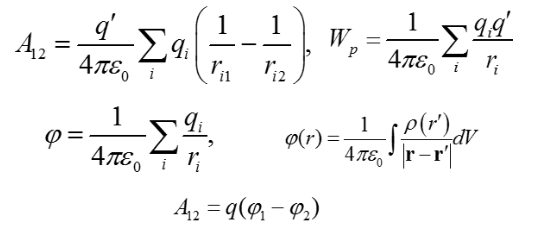 A₁₂ = q′/4πε₀ ∑ᵢ qᵢ (1/rᵢ₁ − 1/rᵢ₂), Wₚ = 1/4πε₀ ∑ᵢ qᵢq′/rᵢ
φ = 1/4πε₀ ∑ᵢ qᵢ/rᵢ, φ(r) = 1/4πε₀ ∫ ρ(r′)/|𝐫−𝐫′| dV
A₁₂ = q(φ₁ − φ₂)